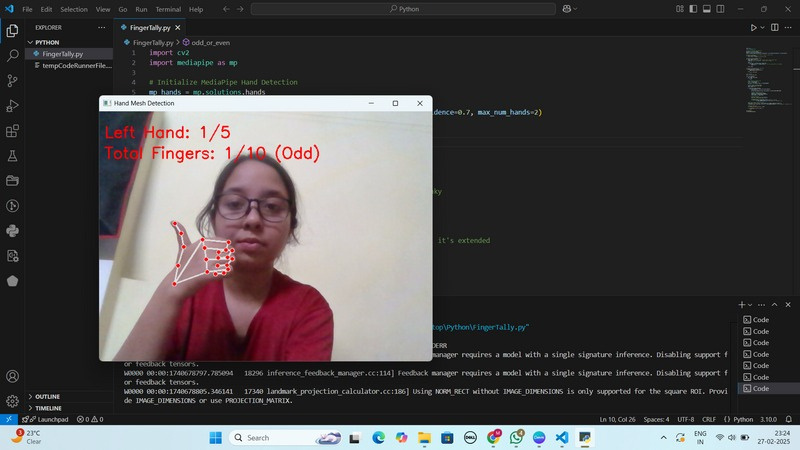 File Edit Selection View Go Run Terminal Help
Python
EXPLORER
PYTHON
FingerTally.py
tempCodeRunnerFile....
OUTLINE
TIMELINE
FingerTally.py
FingerTally.py > odd_or_even
1 import cv2
2 import mediapipe as mp
3
4 # Initialize MediaPipe Hand Detection
5 mp_hands = mp.solutions.hands
dence=0.7, max_num_hands=2)
it's extended
Hand Mesh Detection
Left Hand: 1/5
Total Fingers: 1/10 (Odd)
top\Python\FingerTally.py"
manager requires a model with a single signature inference. Disabling support f
or feedback tensors.
W0000 00:00:1740678797.785094 18296 inference_feedback_manager.cc:114] Feedback manager requires a model with a single signature inference. Disabling support f
or feedback tensors.
W0000 00:00:1740678805.346141 17340 landmark_projection_calculator.cc:186] Using NORM_RECT without IMAGE_DIMENSIONS is only supported for the square ROI. Provi
de IMAGE_DIMENSIONS or use PROJECTION_MATRIX.
Code
Code
Code
Code
Code
Code
Code
Launchpad 0 0
Ln 10, Col 26 Spaces: 4 UTF-8 CRLF Python 3.10.0
23°C
Clear
Search
DELL
ENG
IN
23:24
27-02-2025